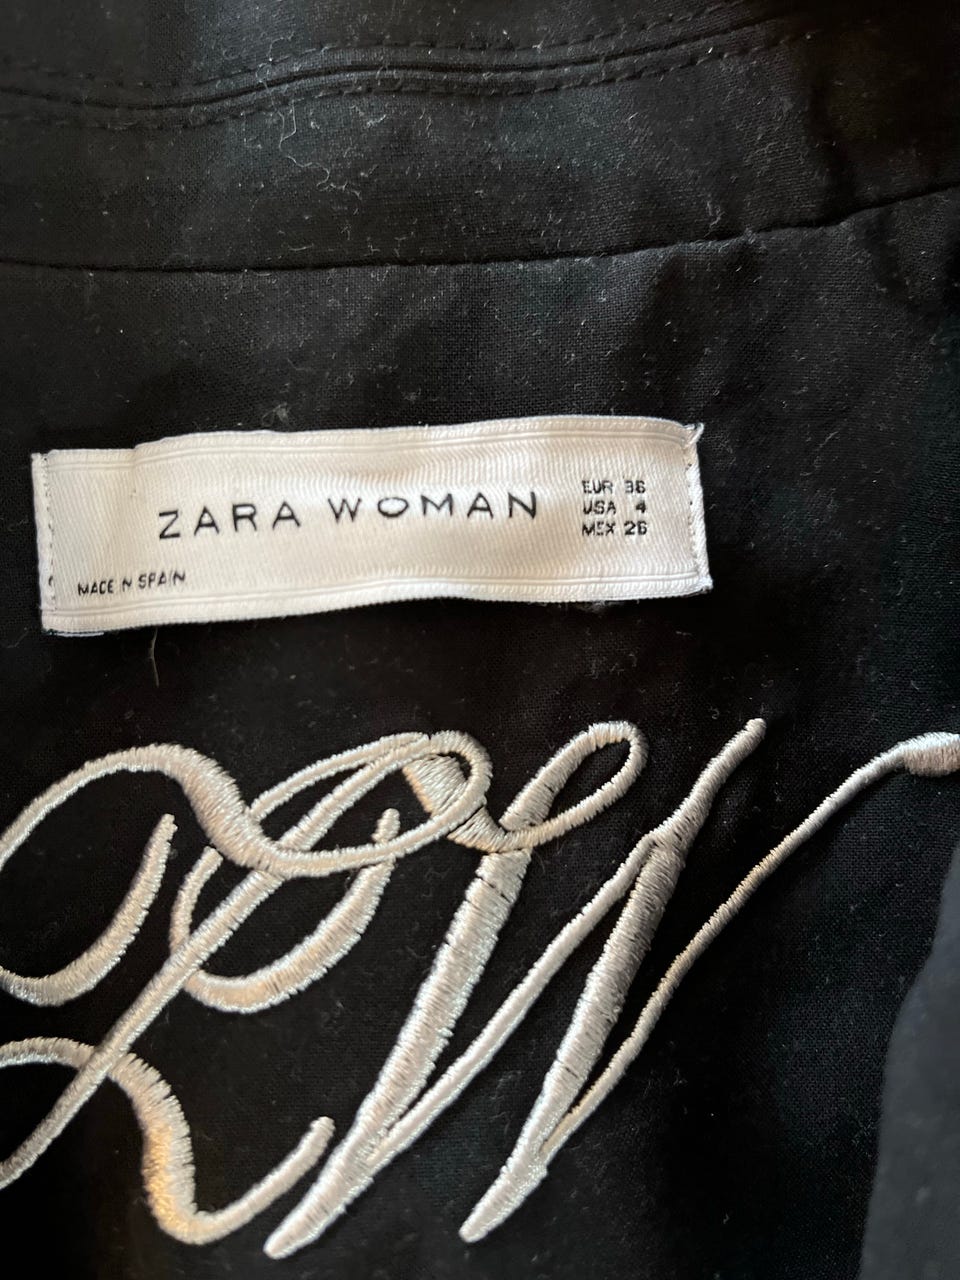 ZARA WOMAN
EUR 36
USA 4
MEX 26
MADE IN SPAIN
ZW